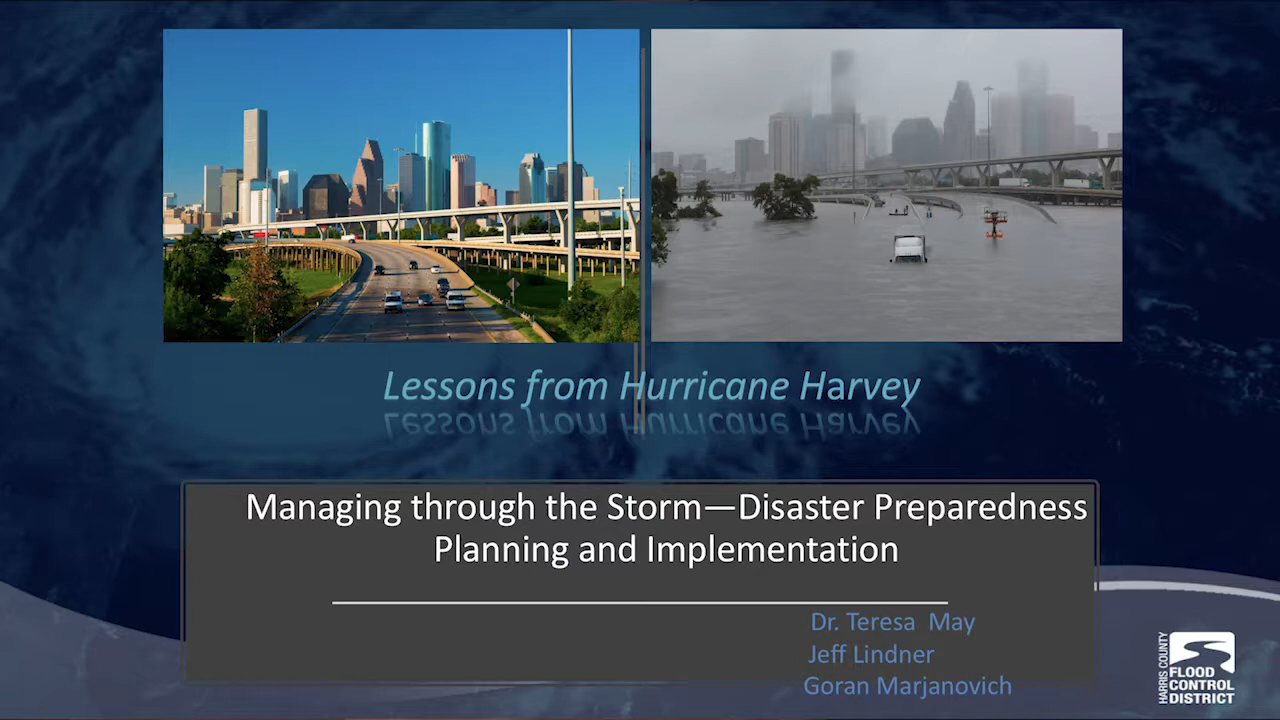 Lessons from Hurricane Harvey
Managing through the Storm—Disaster Preparedness
Planning and Implementation
Dr. Teresa May
Jeff Lindner
Goran Marjanovich
HARRIS COUNTY
FLOOD
CONTROL
DISTRICT